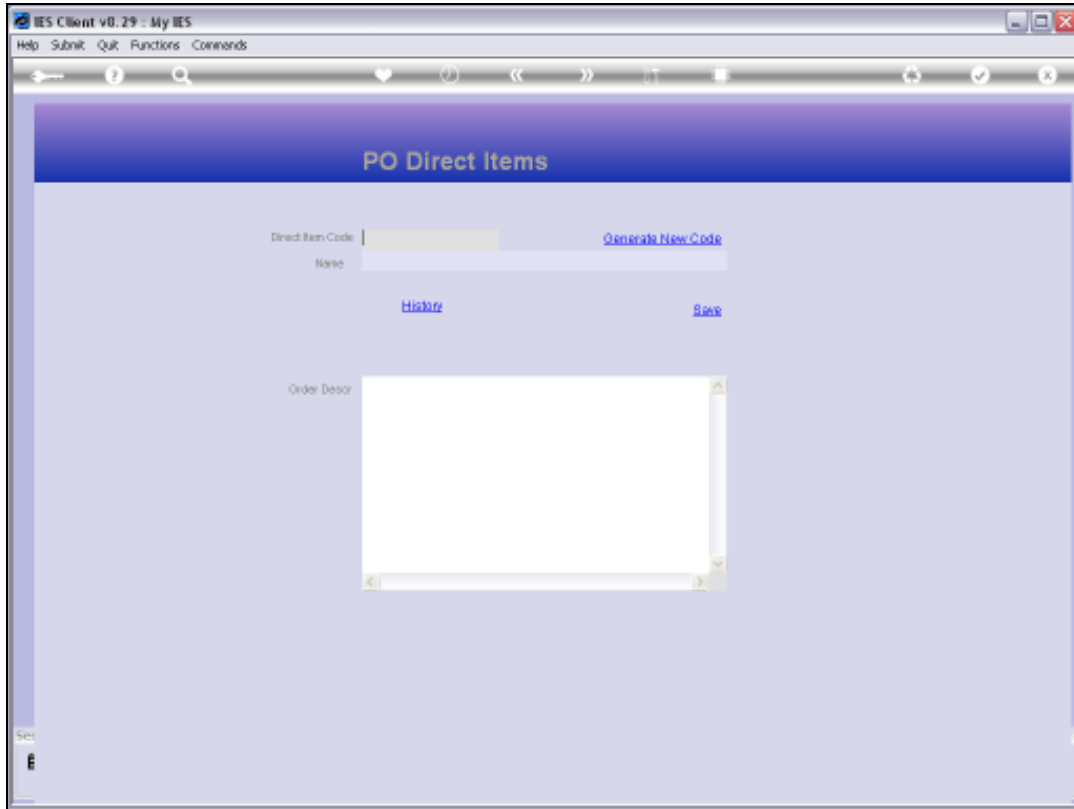 IES Client v8.29 : My IES
Help Submit Quit Functions Commands
PO Direct Items
Direct Item Code
Generate New Code
Name
History
Save
Order Descr